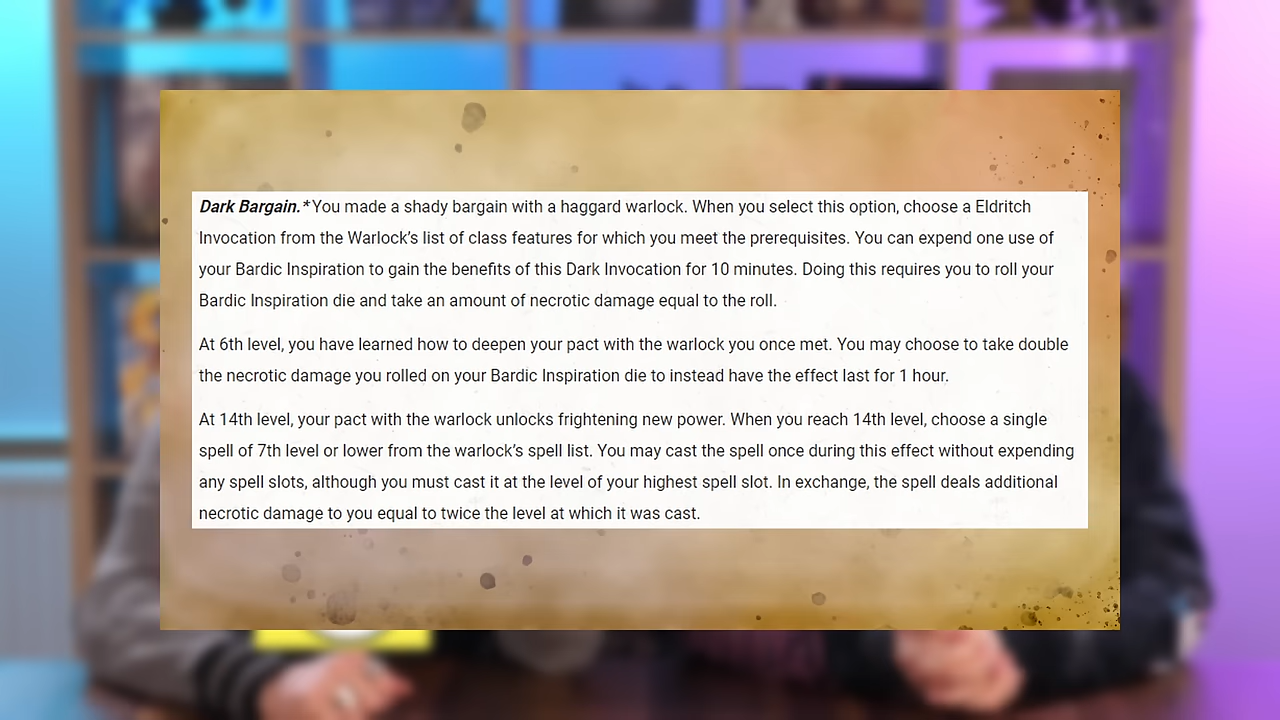 Dark Bargain.* You made a shady bargain with a haggard warlock. When you select this option, choose a Eldritch
Invocation from the Warlock’s list of class features for which you meet the prerequisites. You can expend one use of
your Bardic Inspiration to gain the benefits of this Dark Invocation for 10 minutes. Doing this requires you to roll your
Bardic Inspiration die and take an amount of necrotic damage equal to the roll.
At 6th level, you have learned how to deepen your pact with the warlock you once met. You may choose to take double
the necrotic damage you rolled on your Bardic Inspiration die to instead have the effect last for 1 hour.
At 14th level, your pact with the warlock unlocks frightening new power. When you reach 14th level, choose a single
spell of 7th level or lower from the warlock’s spell list. You may cast the spell once during this effect without expending
any spell slots, although you must cast it at the level of your highest spell slot. In exchange, the spell deals additional
necrotic damage to you equal to twice the level at which it was cast.